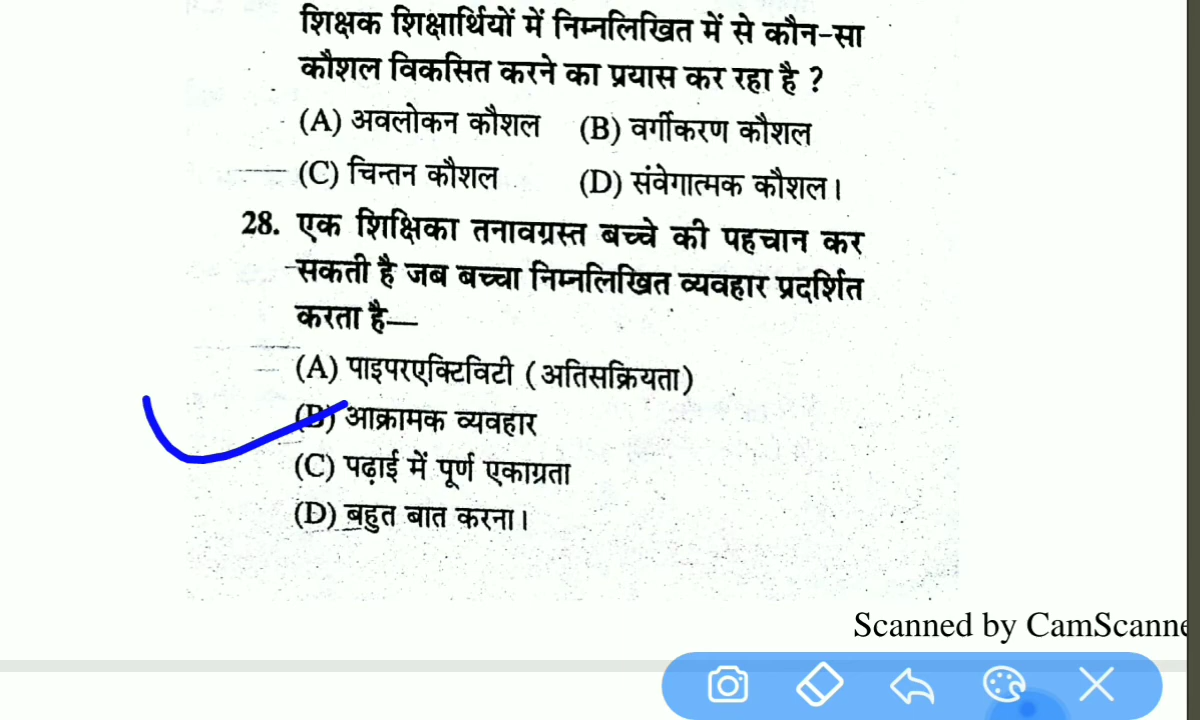 शिक्षक शिक्षार्थियों में निम्नलिखित में से कौन-सा
कौशल विकसित करने का प्रयास कर रहा है ?
(A) अवलोकन कौशल (B) वर्गीकरण कौशल
(C) चिन्तन कौशल (D) संवेगात्मक कौशल।
28. एक शिक्षिका तनावग्रस्त बच्चे की पहचान कर
सकती है जब बच्चा निम्नलिखित व्यवहार प्रदर्शित
करता है—
(A) पाइपरएक्टिविटी (अतिसक्रियता)
(B) आक्रामक व्यवहार
(C) पढ़ाई में पूर्ण एकाग्रता
(D) बहुत बात करना।
Scanned by CamScanne